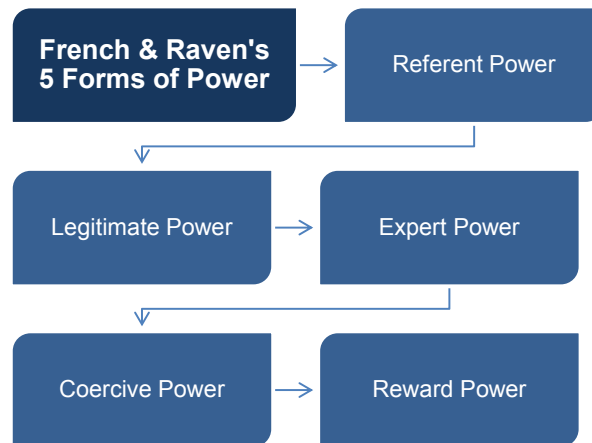 French & Raven's
5 Forms of Power
Referent Power
Legitimate Power
Expert Power
Coercive Power
Reward Power